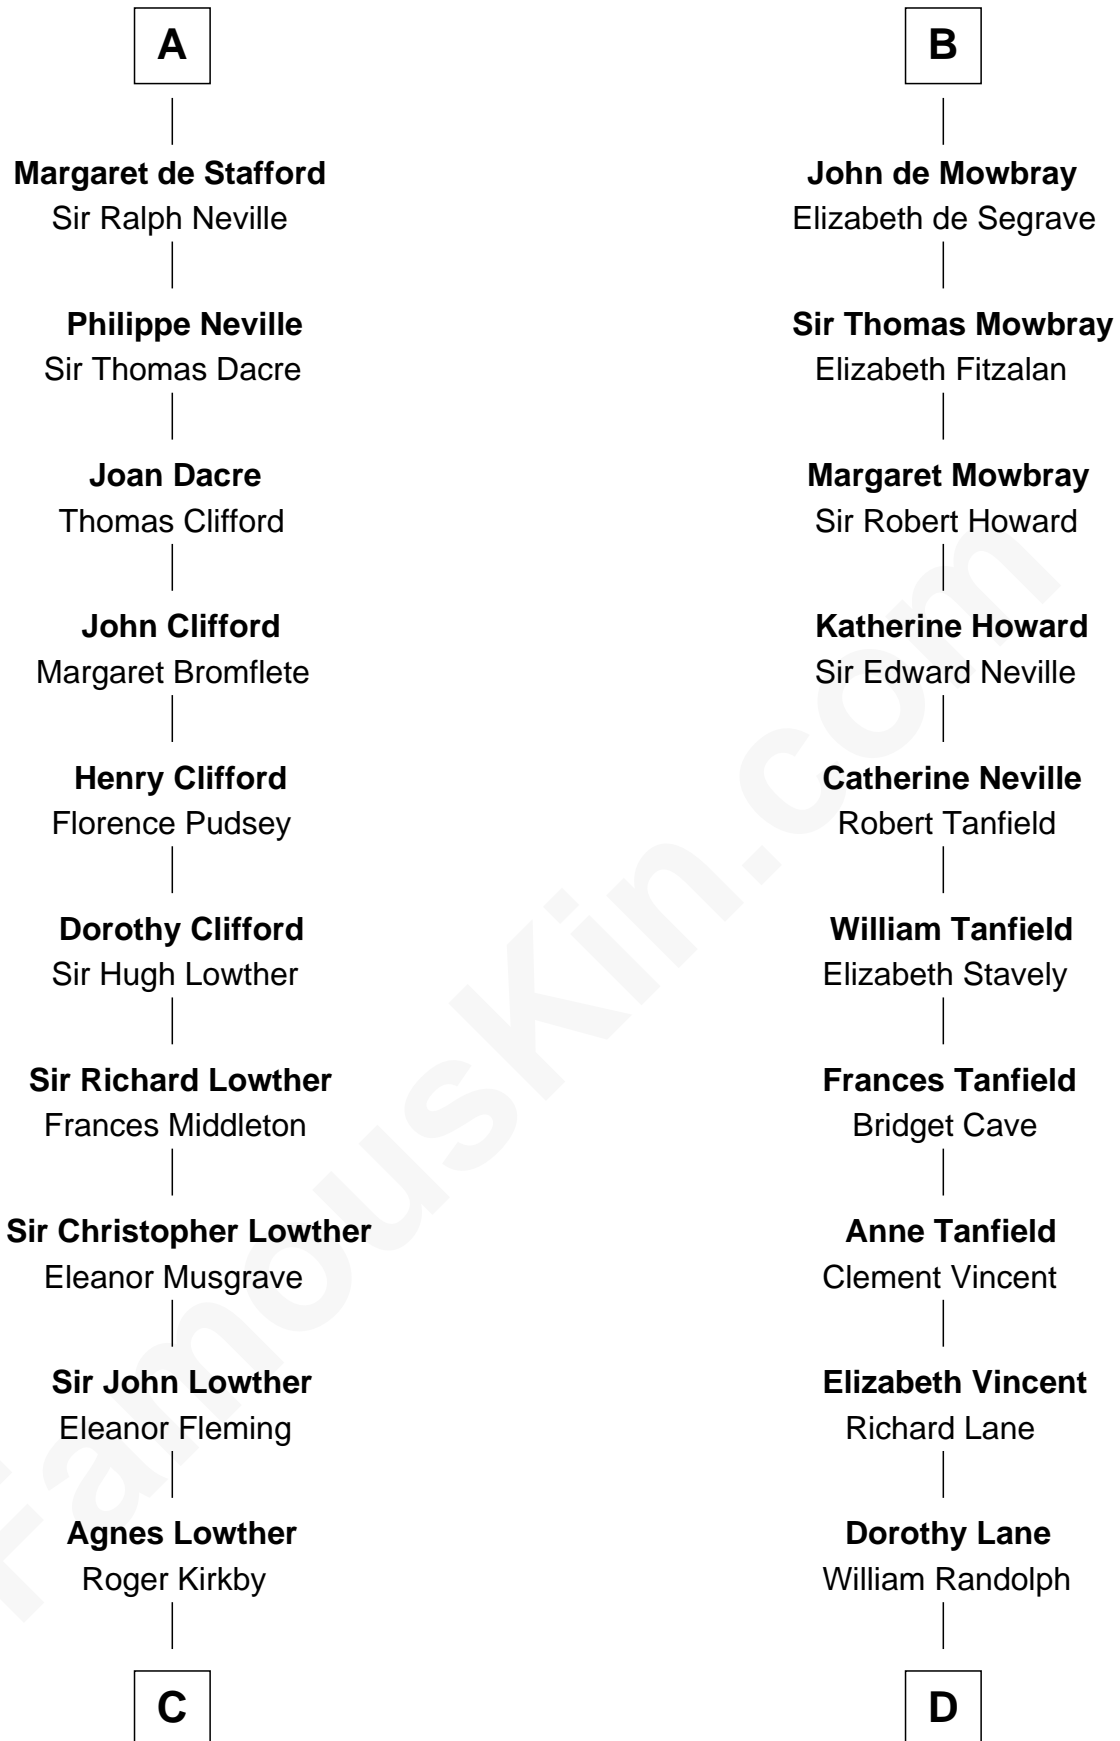 A
Margaret de Stafford
Sir Ralph Neville
Philippe Neville
Sir Thomas Dacre
Joan Dacre
Thomas Clifford
John Clifford
Margaret Bromflete
Henry Clifford
Florence Pudsey
Dorothy Clifford
Sir Hugh Lowther
Sir Richard Lowther
Frances Middleton
Sir Christopher Lowther
Eleanor Musgrave
Sir John Lowther
Eleanor Fleming
Agnes Lowther
Roger Kirkby
C
B
John de Mowbray
Elizabeth de Segrave
Sir Thomas Mowbray
Elizabeth Fitzalan
Margaret Mowbray
Sir Robert Howard
Katherine Howard
Sir Edward Neville
Catherine Neville
Robert Tanfield
William Tanfield
Elizabeth Stavely
Frances Tanfield
Bridget Cave
Anne Tanfield
Clement Vincent
Elizabeth Vincent
Richard Lane
Dorothy Lane
William Randolph
D
FamousKin.com